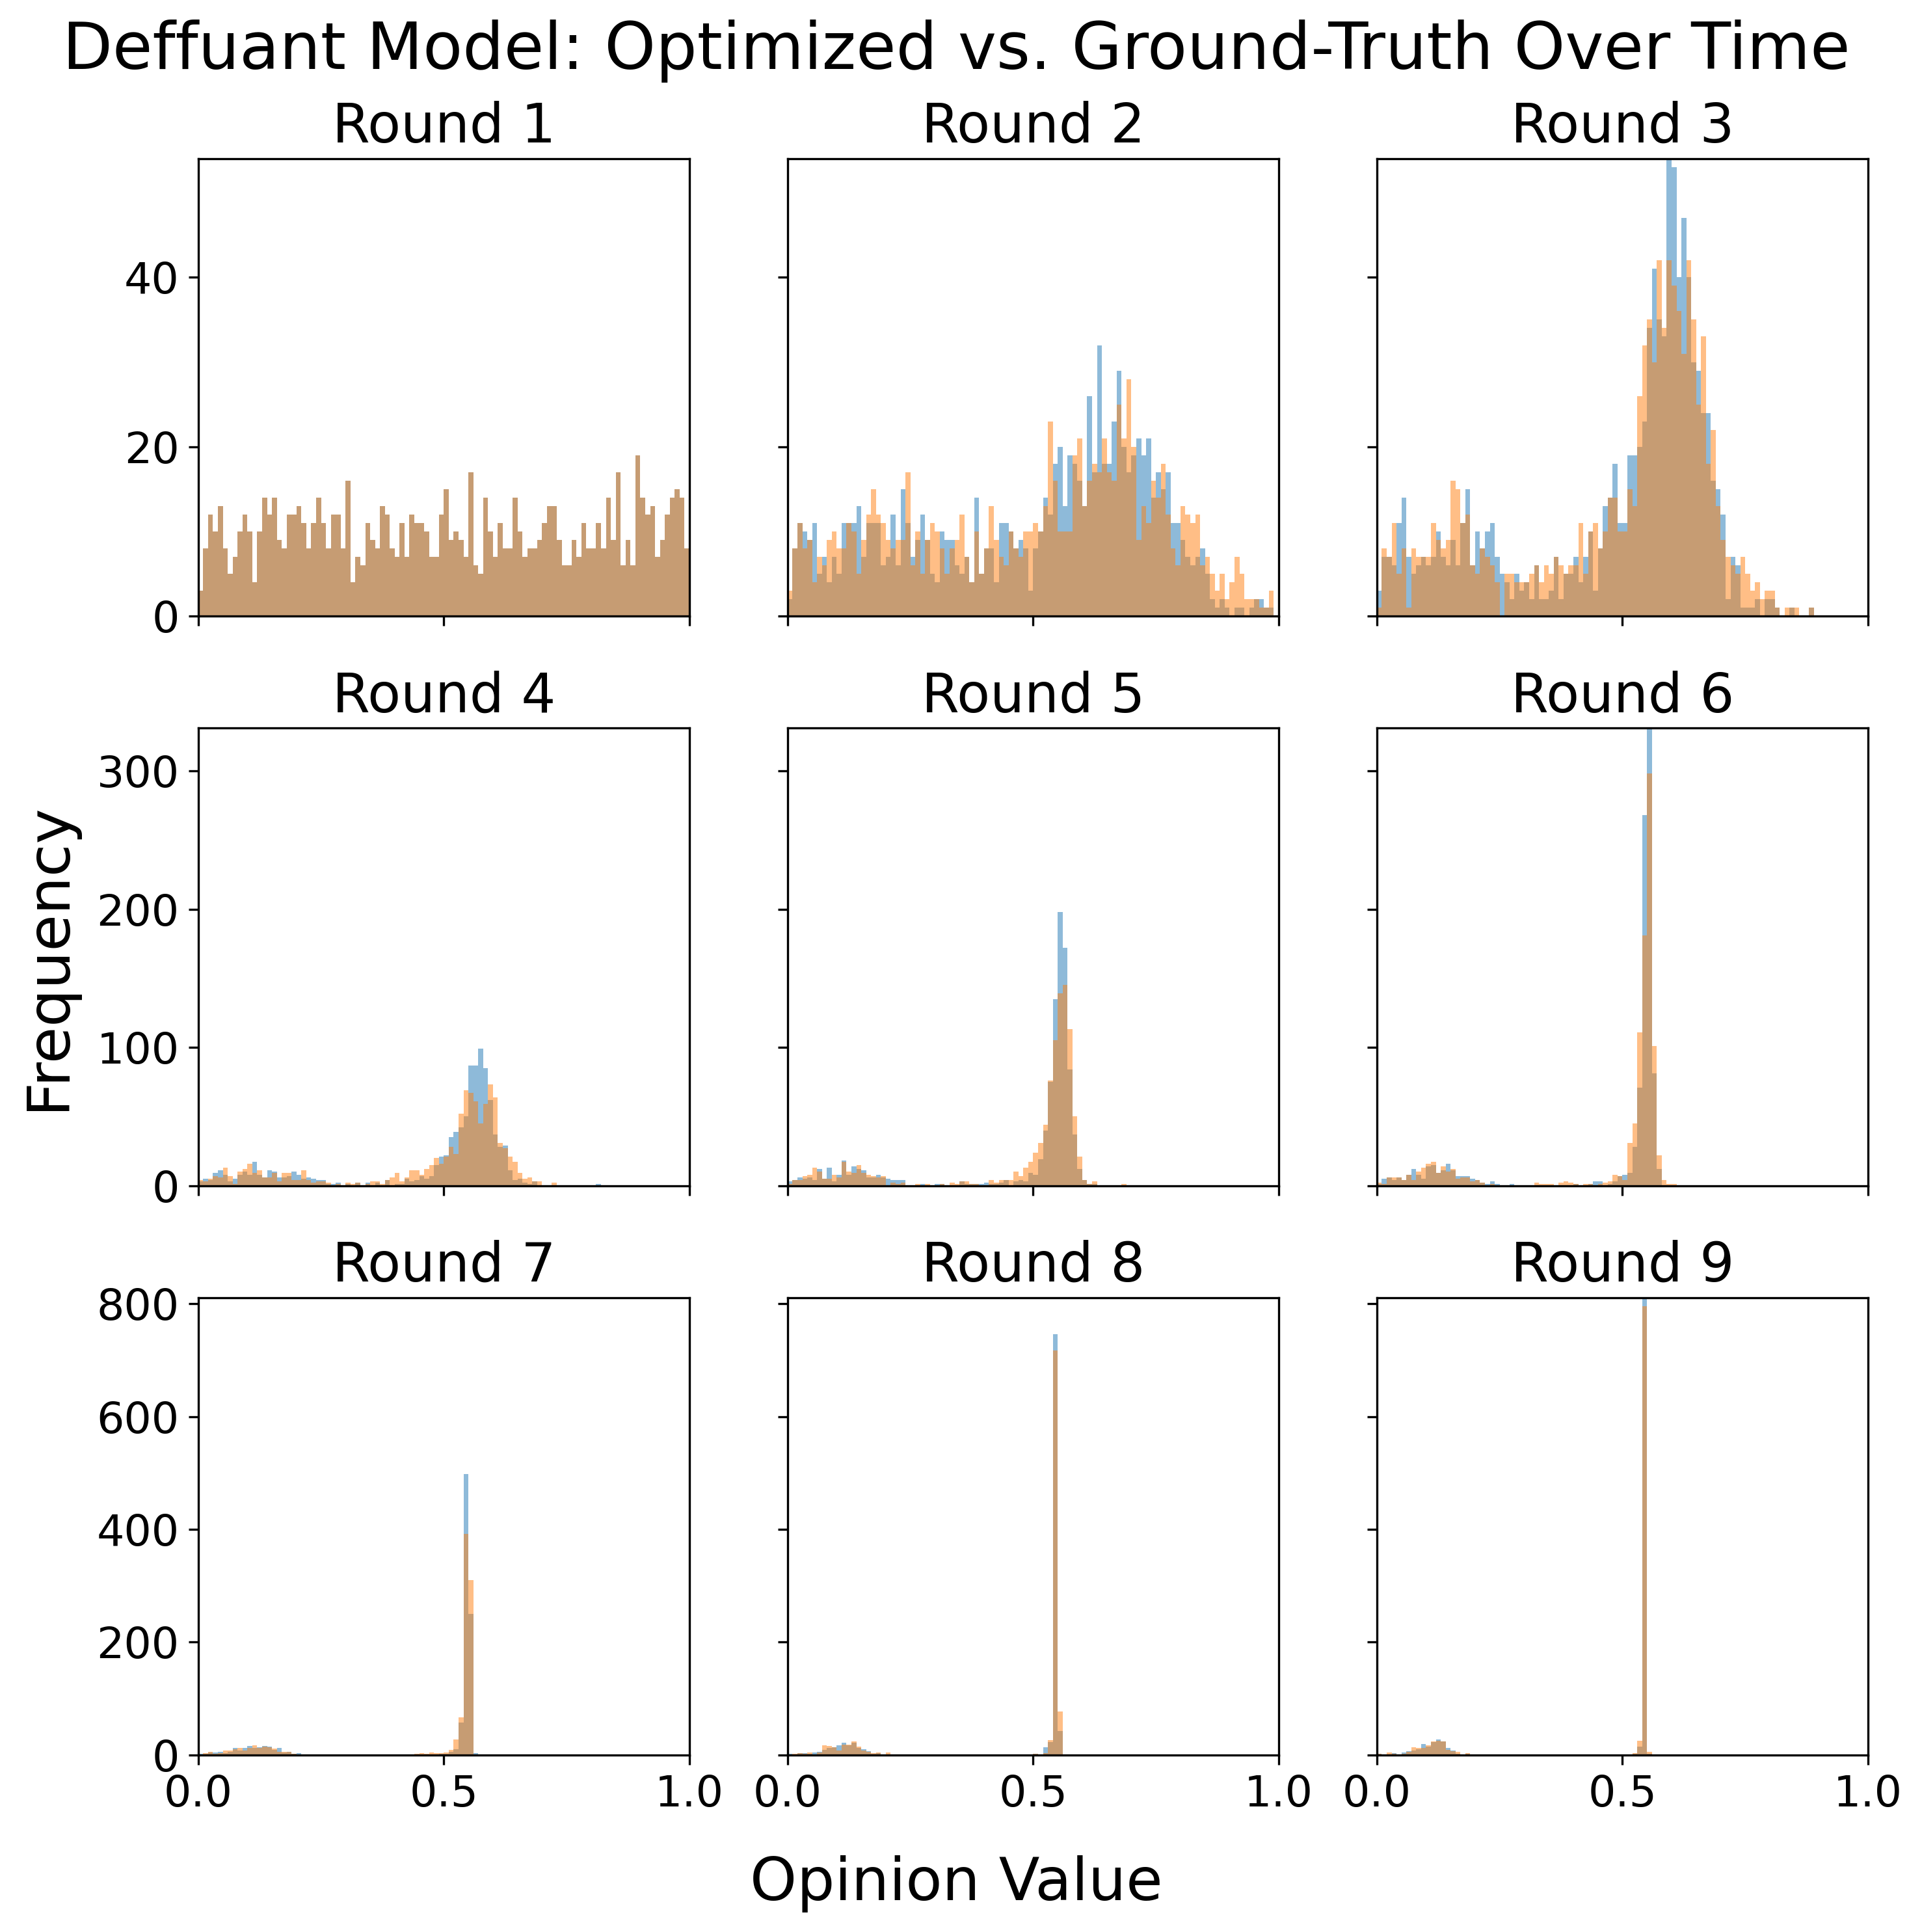 Deffuant Model: Optimized vs. Ground-Truth Over Time
Round 1
Round 2
Round 3
40
20
0
Round 4
Round 5
Round 6
300
200
100
0
Frequency
Round 7
Round 8
Round 9
800
600
400
200
0
0.0 0.5 1.0 0.0 0.5 1.0 0.0 0.5 1.0
Opinion Value